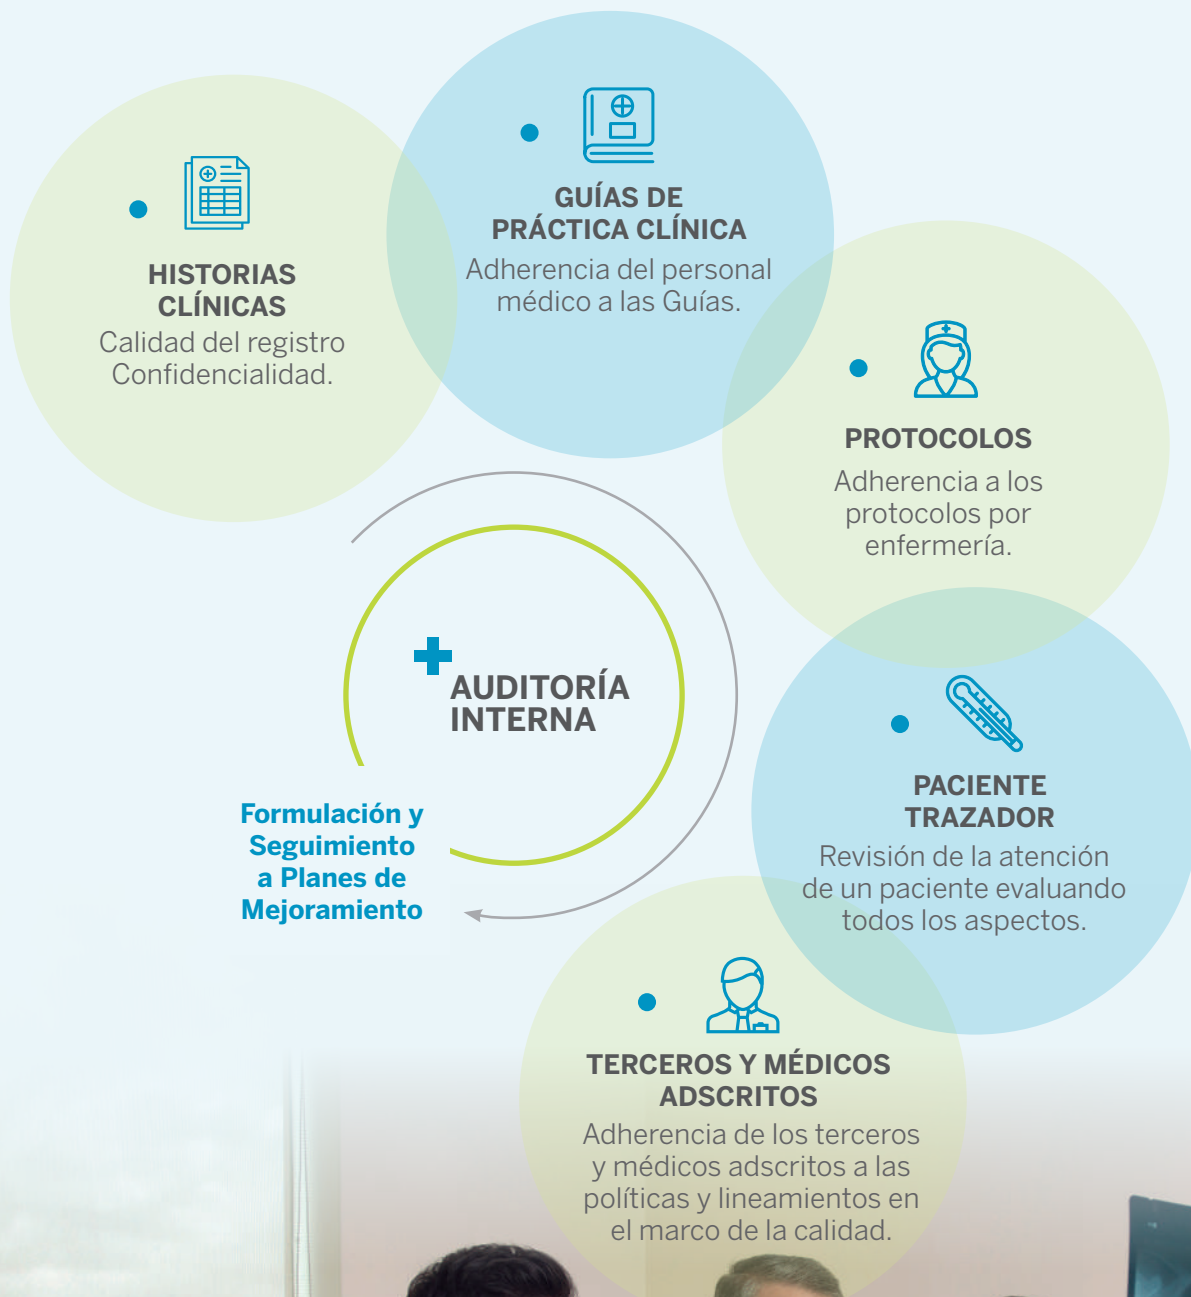 HISTORIAS
CLÍNICAS
Calidad del registro
Confidencialidad.
GUÍAS DE
PRÁCTICA CLÍNICA
Adherencia del personal
médico a las Guías.
PROTOCOLOS
Adherencia a los
protocolos por
enfermería.
PACIENTE
TRAZADOR
Revisión de la atención
de un paciente evaluando
todos los aspectos.
TERCEROS Y MÉDICOS
ADSCRITOS
Adherencia de los terceros
y médicos adscritos a las
políticas y lineamientos en
el marco de la calidad.
AUDITORÍA
INTERNA
Formulación y
Seguimiento
a Planes de
Mejoramiento